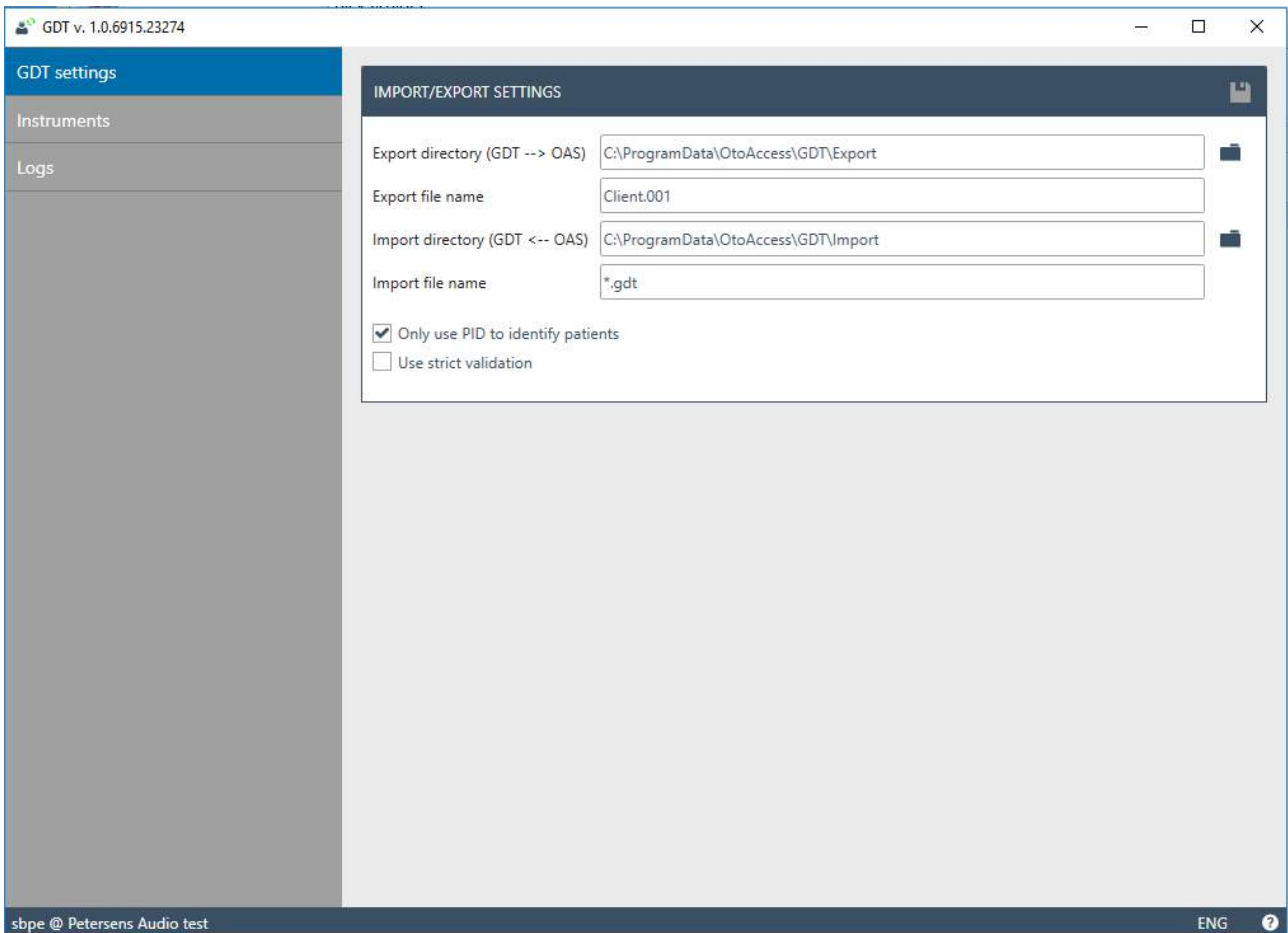 GDT v. 1.0.6915.23274
GDT settings
Instruments
Logs
IMPORT/EXPORT SETTINGS
Export directory (GDT --> OAS) C:\ProgramData\OtoAccess\GDT\Export
Export file name Client.001
Import directory (GDT <-- OAS) C:\ProgramData\OtoAccess\GDT\Import
Import file name *.gdt
Only use PID to identify patients
Use strict validation
sbpe @ Petersens Audio test ENG ?